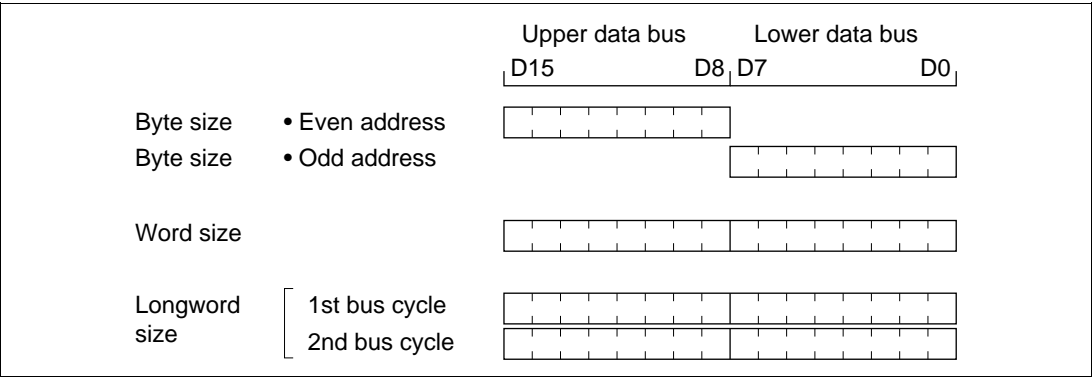 Upper data bus Lower data bus
D15 D8 D7 D0
Byte size • Even address
Byte size • Odd address
Word size
Longword size
1st bus cycle
2nd bus cycle